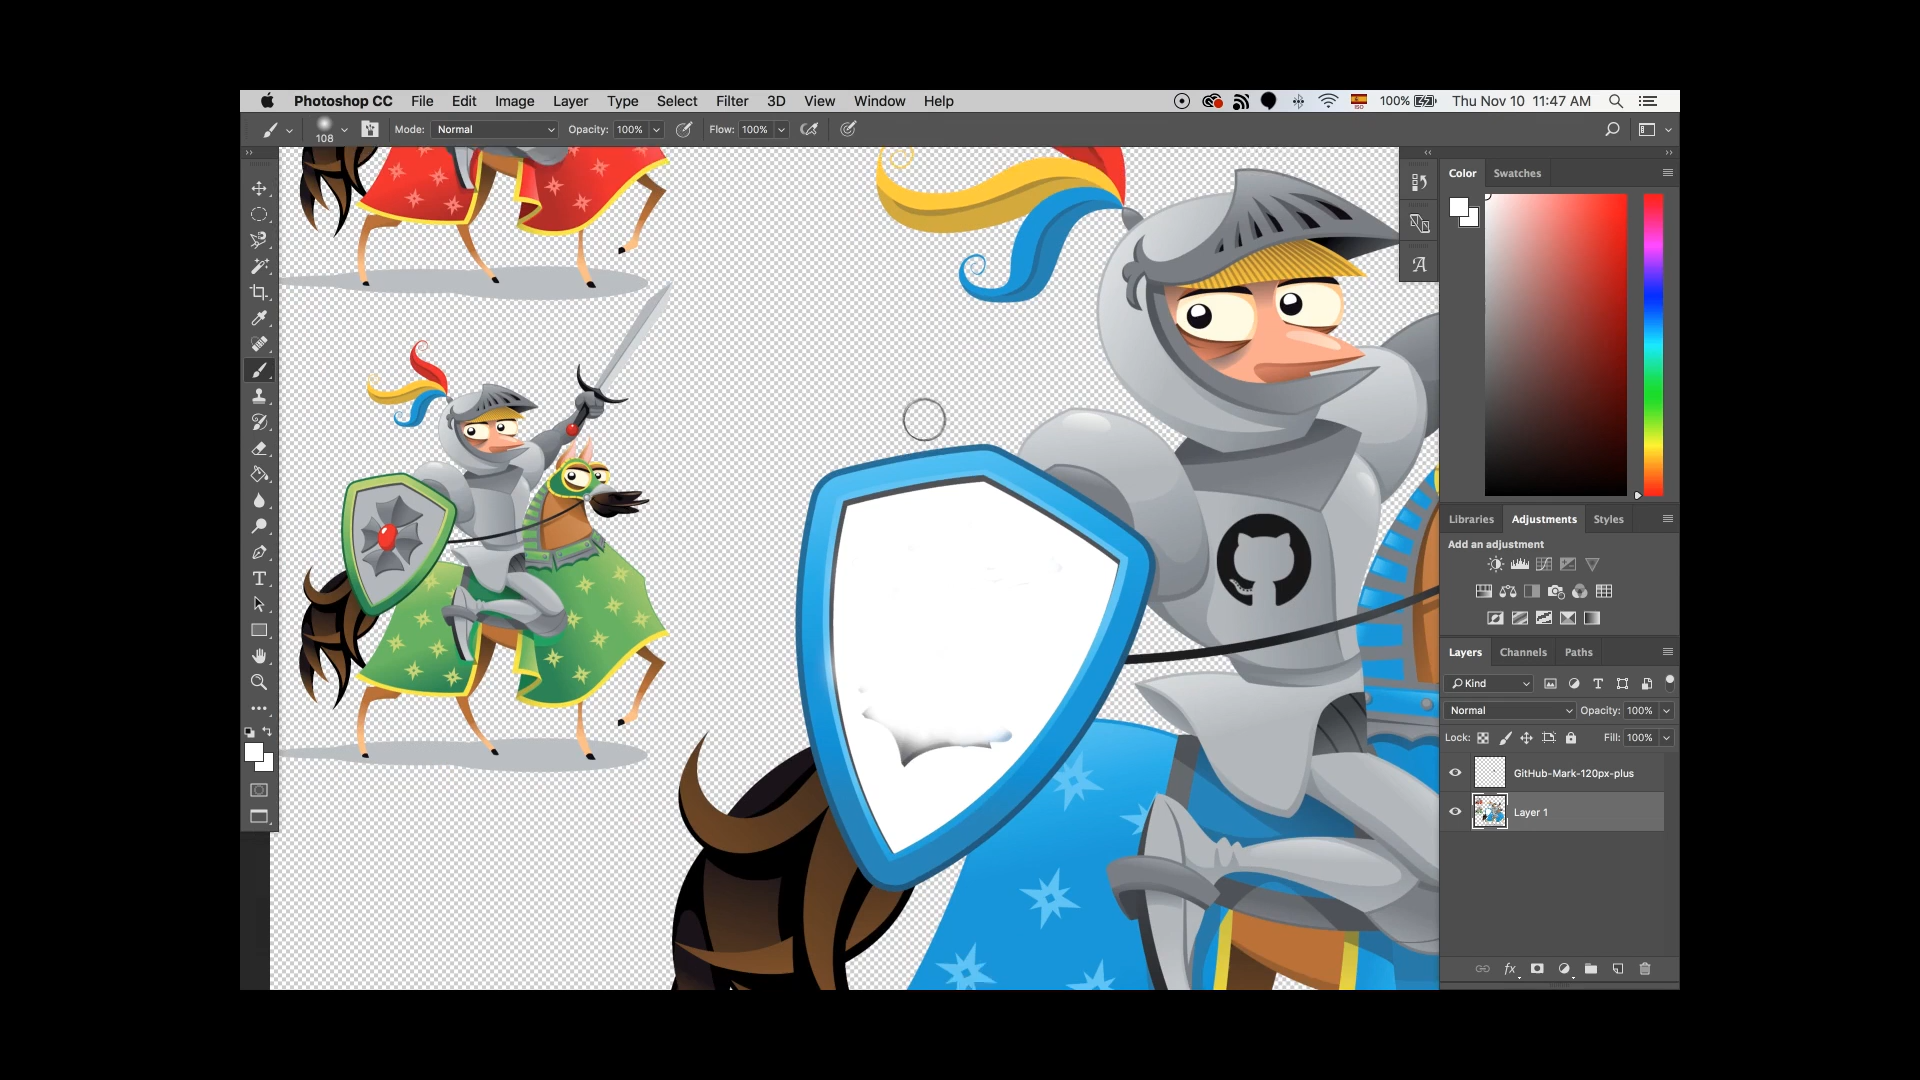 Photoshop CC File Edit Image Layer Type Select Filter 3D View Window Help 100% Thu Nov 10 11:47 AM
108 Mode: Normal Opacity: 100% Flow: 100%
Color Swatches
Libraries Adjustments Styles
Add an adjustment
Layers Channels Paths
Kind
Normal Opacity: 100%
Lock: Fill: 100%
GitHub-Mark-120px-plus
Layer 1
fx